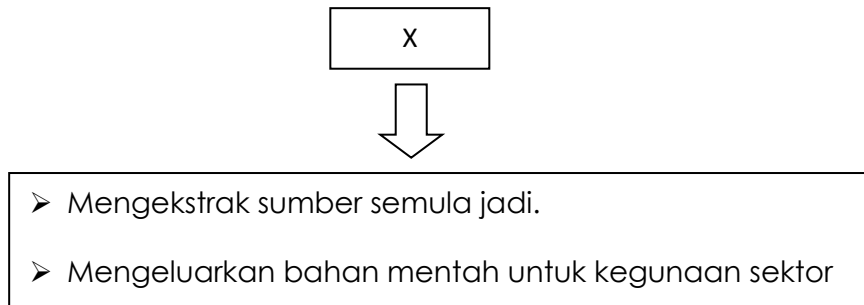 X
Mengekstrak sumber semula jadi.
Mengeluarkan bahan mentah untuk kegunaan sektor